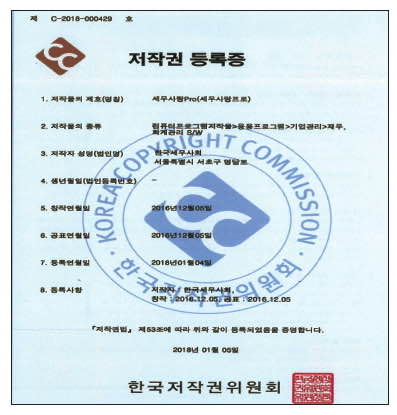 제 C-2018-000429 호
저작권 등록증
1. 저작물의 제호(명칭) 세무사랑Pro(세무사랑프로)
2. 저작물의 종류 컴퓨터프로그램저작물>응용프로그램>기업관리>재무,
회계관리 S/W
3. 저작자 성명(법인명) 한국세무사회
서울특별시 서초구 명달로
4. 생년월일(법인등록번호) -
5. 창작연월일 2016년12월05일
6. 공표연월일 2016년12월05일
7. 등록연월일 2018년01월04일
8. 등록사항 저작자 : 한국세무사회,
창작 : 2016.12.05, 공표 : 2016.12.05
KOREA COPYRIGHT COMMISSION
한국저작권위원회
『저작권법』 제53조에 따라 위와 같이 등록되었음을 증명합니다.
2018년 01월 05일
한국저작권위원회